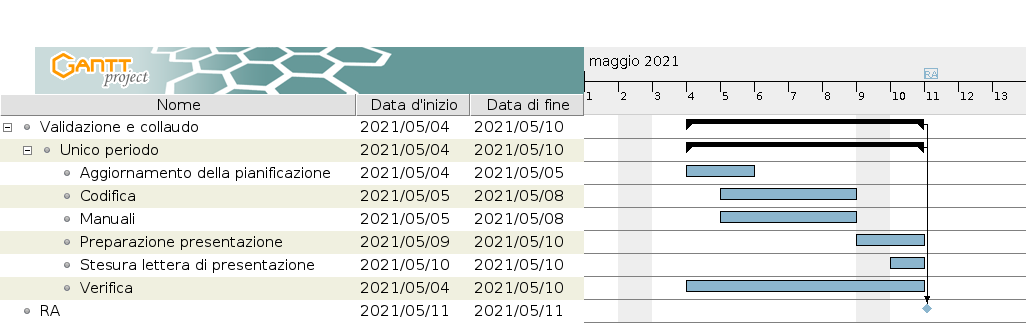 GANTT
project
maggio 2021
RA
1 2 3 4 5 6 7 8 9 10 11 12 13
Nome Data d'inizio Data di fine
Validazione e collaudo 2021/05/04 2021/05/10
Unico periodo 2021/05/04 2021/05/10
Aggiornamento della pianificazione 2021/05/04 2021/05/05
Codifica 2021/05/05 2021/05/08
Manuali 2021/05/05 2021/05/08
Preparazione presentazione 2021/05/09 2021/05/10
Stesura lettera di presentazione 2021/05/10 2021/05/10
Verifica 2021/05/04 2021/05/10
RA 2021/05/11 2021/05/11